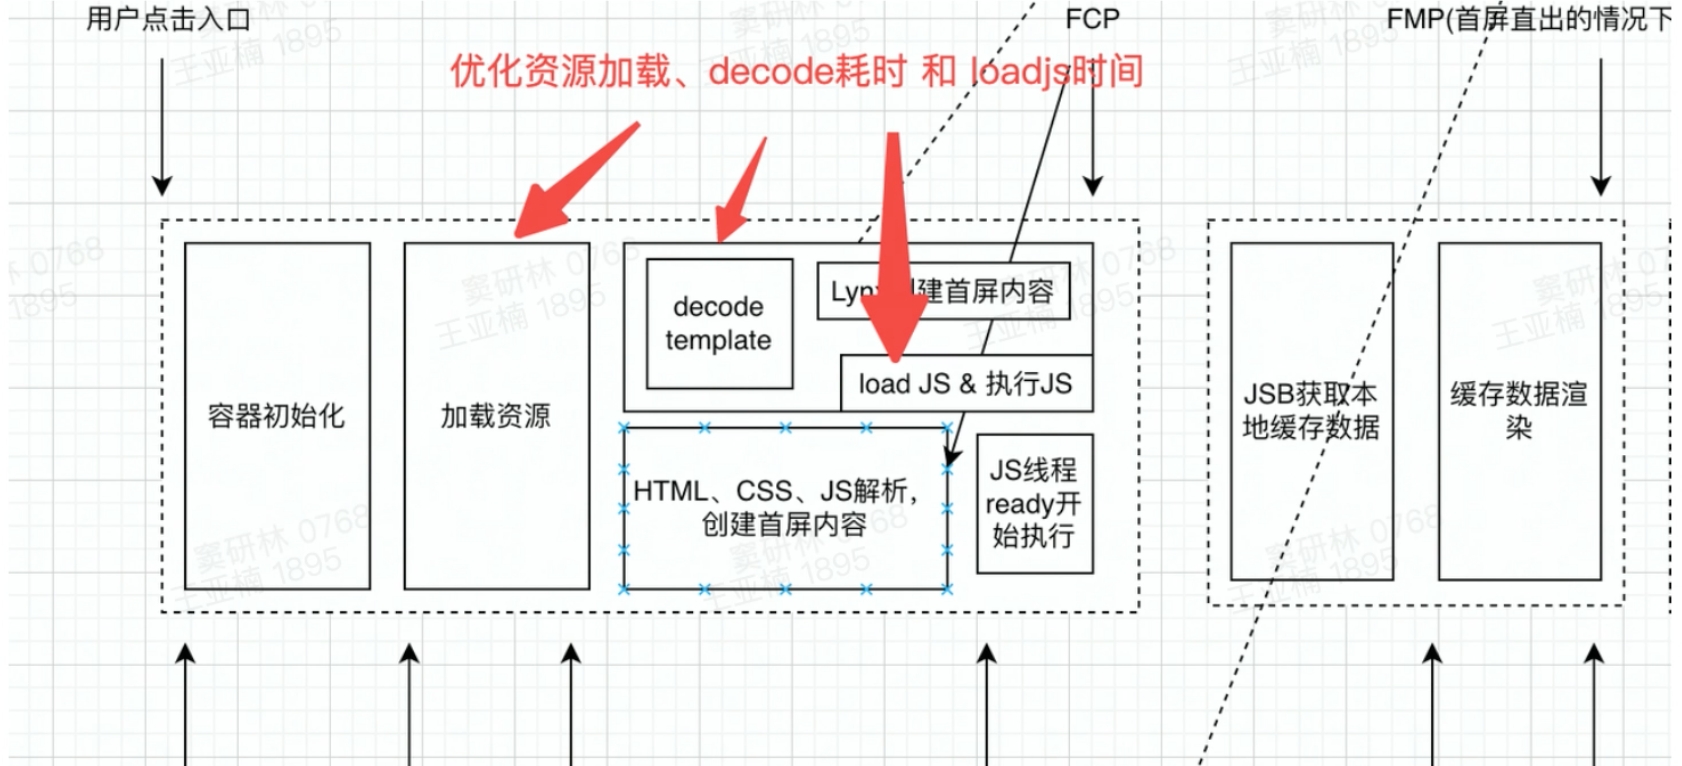 用户点击入口
FCP
FMP(首屏直出的情况下
优化资源加载、decode耗时 和 loadjs时间
容器初始化
加载资源
decode
template
Lynx创建首屏内容
load JS & 执行JS
HTML、CSS、JS解析，
创建首屏内容
JS线程
ready开
始执行
JSB获取本
地缓存数据
缓存数据渲
染
窦研林 0768
王亚楠 1895